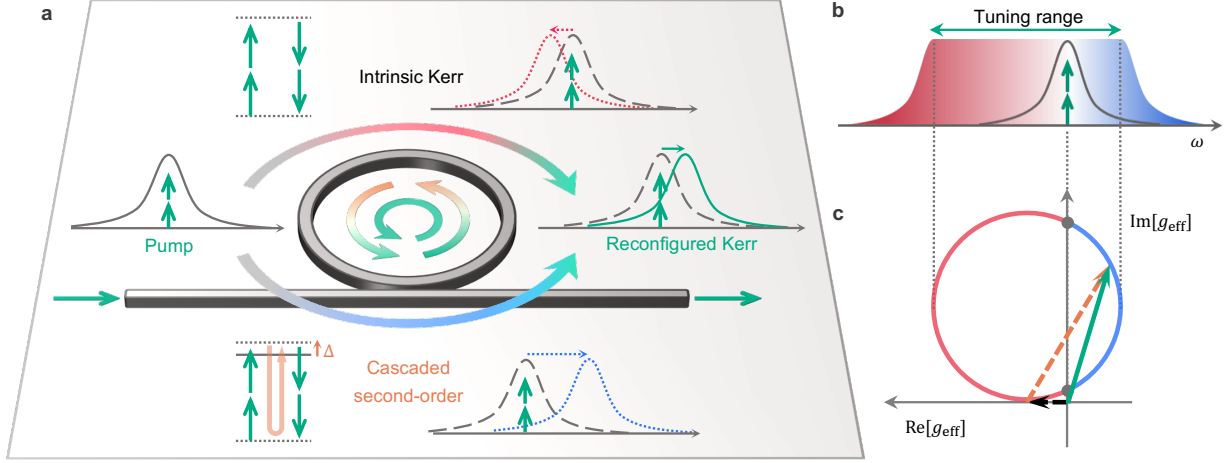 a
Intrinsic Kerr
Pump
Reconfigured Kerr
Δ
Cascaded
second-order
b
Tuning range
ω
c
Im[g_eff]
Re[g_eff]